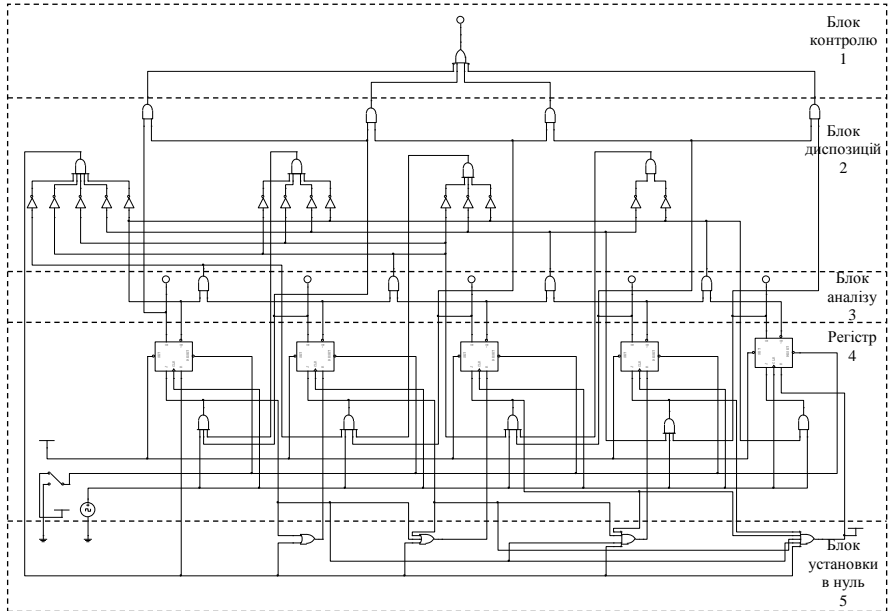 Блок
контролю
1
Блок
диспозицій
2
Блок
аналізу
3
Регістр
4
Блок
установки
в нуль
5